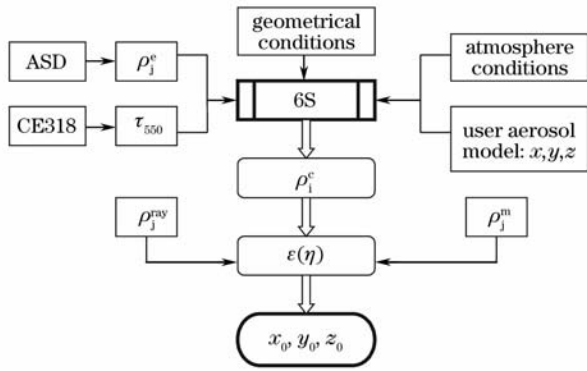 geometrical
conditions
ASD
ρ_j^e
atmosphere
conditions
6S
CE318
τ_550
user aerosol
model: x,y,z
ρ_i^c
ρ_j^ray
ρ_j^m
ε(η)
x_0, y_0, z_0